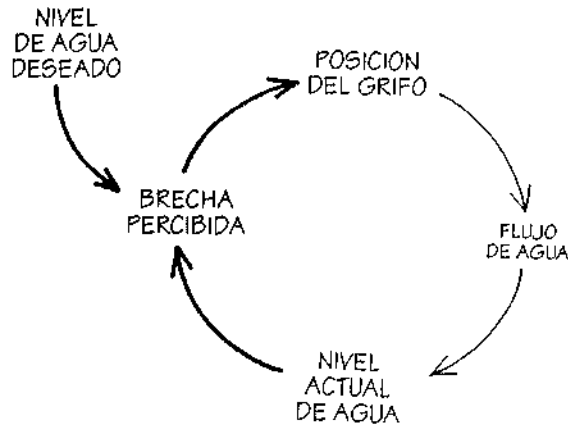 NIVEL
DE AGUA
DESEADO
POSICION
DEL GRIFO
BRECHA
PERCIBIDA
FLUJO
DE AGUA
NIVEL
ACTUAL
DE AGUA